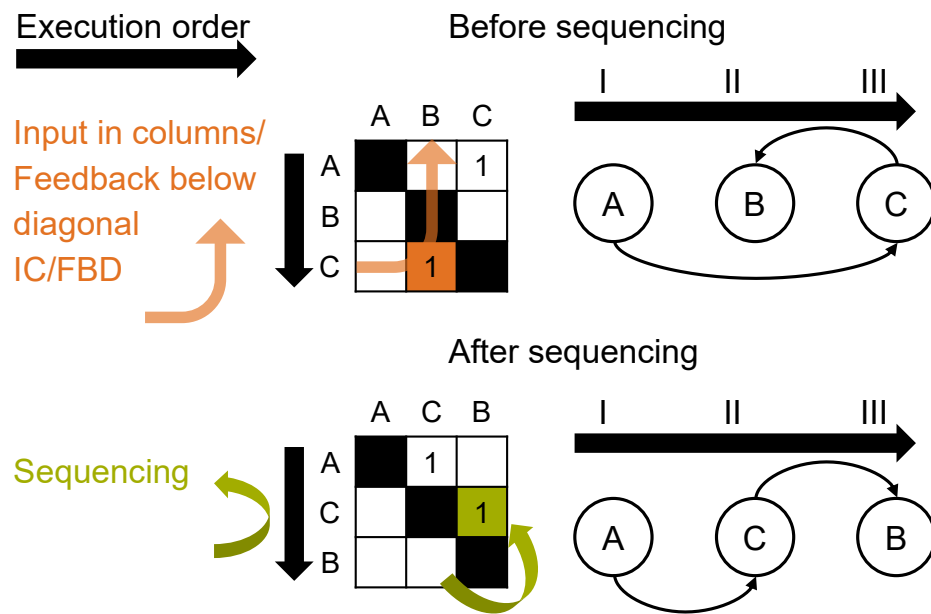 Execution order
Before sequencing
I II III
Input in columns/
Feedback below
diagonal
IC/FBD
A B C
A 1
B
C 1
A B C
After sequencing
I II III
Sequencing
A C B
A 1
C 1
B
A C B